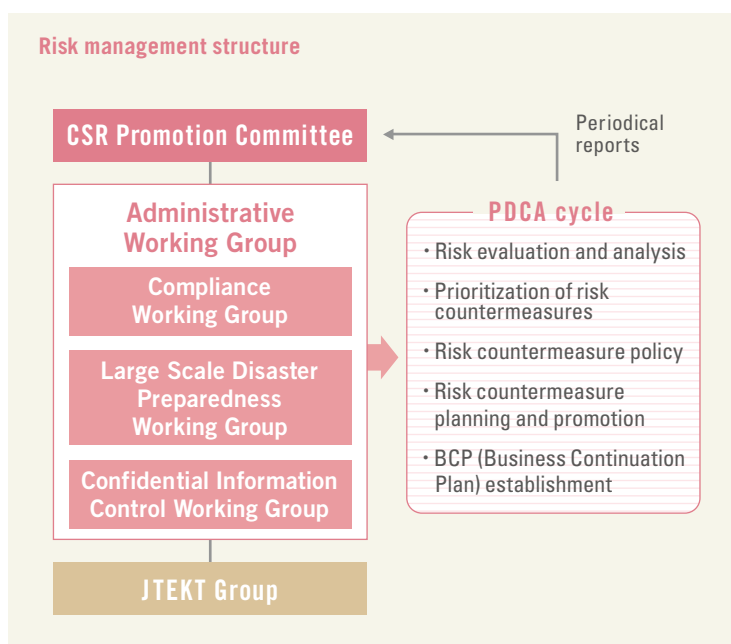 Risk management structure
CSR Promotion Committee
Periodical
reports
Administrative
Working Group
Compliance
Working Group
Large Scale Disaster
Preparedness
Working Group
Confidential Information
Control Working Group
JTEKT Group
PDCA cycle
・Risk evaluation and analysis
・Prioritization of risk
countermeasures
・Risk countermeasure policy
・Risk countermeasure
planning and promotion
・BCP (Business Continuation
Plan) establishment